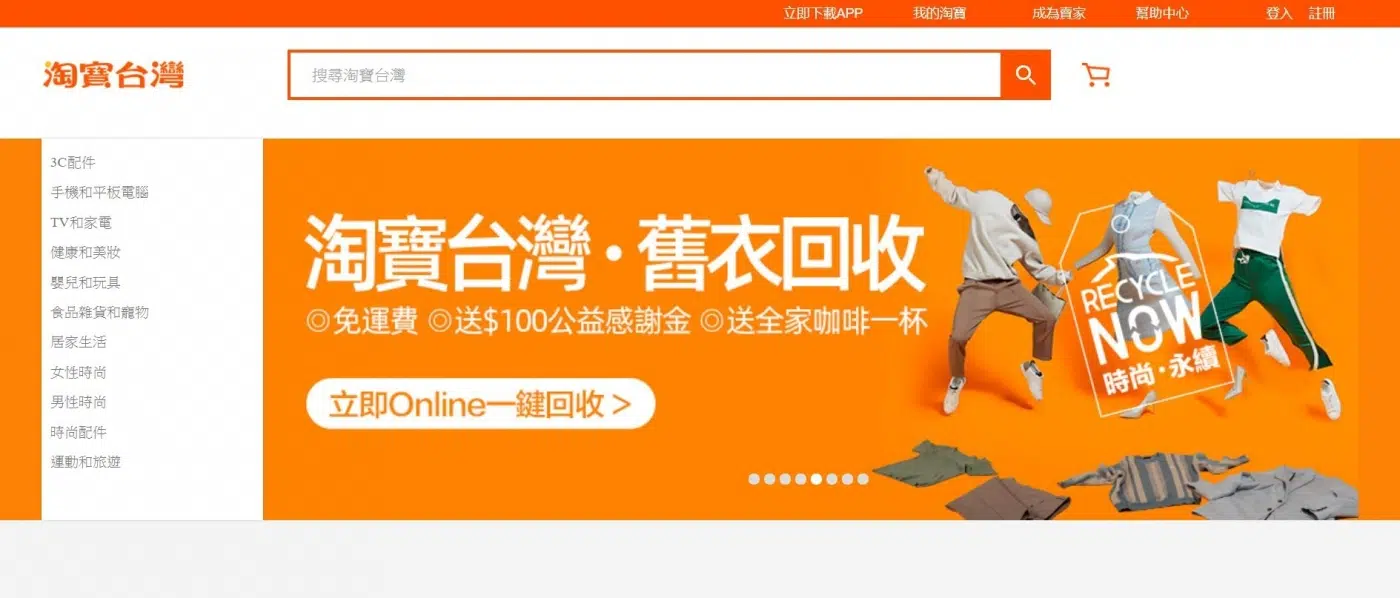 立即下載APP 我的淘寶 成為賣家 幫助中心 登入 註冊
淘寶台灣
搜尋淘寶台灣
3C配件
手機和平板電腦
TV和家電
健康和美妝
嬰兒和玩具
食品雜貨和寵物
居家生活
女性時尚
男性時尚
時尚配件
運動和旅遊
淘寶台灣・舊衣回收
◎免運費 ◎送$100公益感謝金 ◎送全家咖啡一杯
立即Online一鍵回收 >
RECYCLE
NOW
時尚・永續